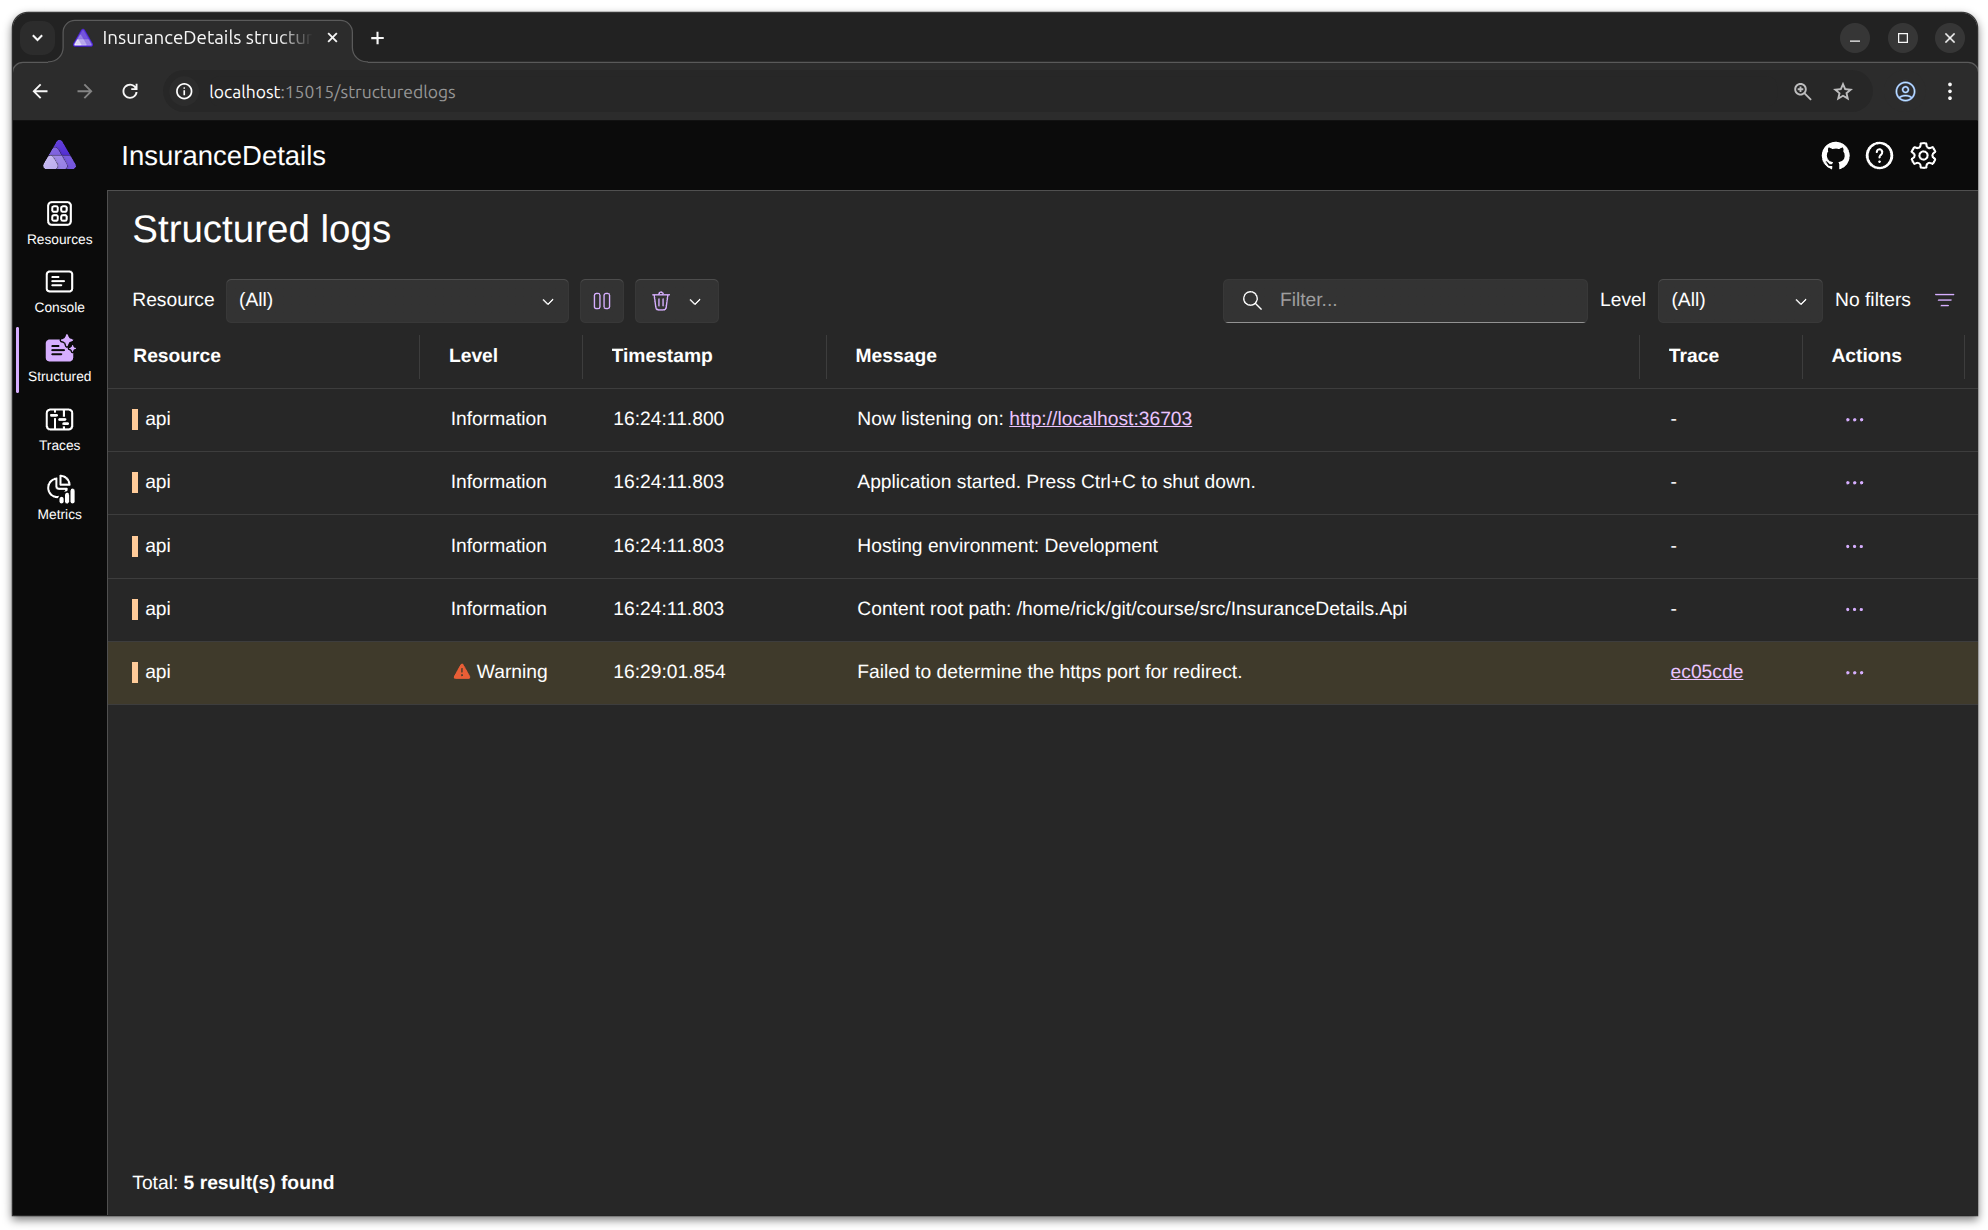 InsuranceDetails structur
localhost:15015/structuredlogs
InsuranceDetails
Resources
Console
Structured
Traces
Metrics
Structured logs
Resource (All) Filter... Level (All) No filters
Resource Level Timestamp Message Trace Actions
api Information 16:24:11.800 Now listening on: http://localhost:36703 - ...
api Information 16:24:11.803 Application started. Press Ctrl+C to shut down. - ...
api Information 16:24:11.803 Hosting environment: Development - ...
api Information 16:24:11.803 Content root path: /home/rick/git/course/src/InsuranceDetails.Api - ...
api Warning 16:29:01.854 Failed to determine the https port for redirect. ec05cde ...
Total: 5 result(s) found